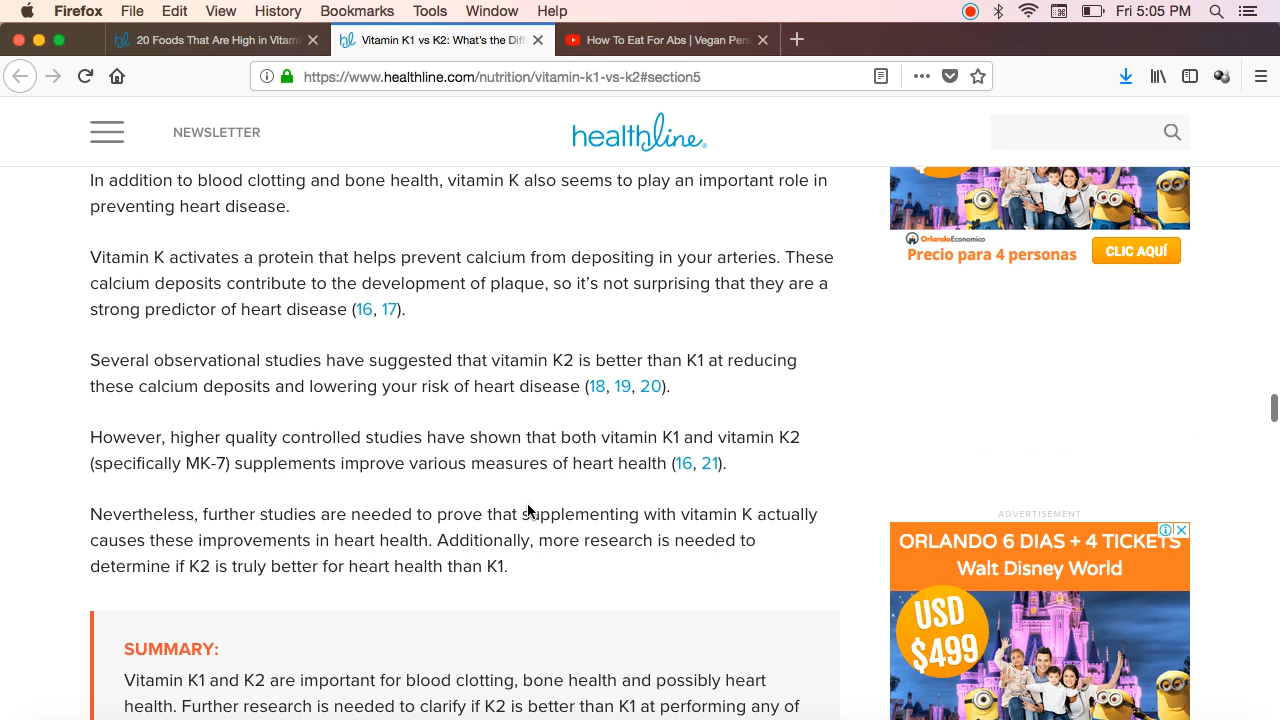 Firefox File Edit View History Bookmarks Tools Window Help Fri 5:05 PM
20 Foods That Are High in Vitam
Vitamin K1 vs K2: What's the Diff
How To Eat For Abs | Vegan Pers
https://www.healthline.com/nutrition/vitamin-k1-vs-k2#section5
NEWSLETTER
healthline.
In addition to blood clotting and bone health, vitamin K also seems to play an important role in
preventing heart disease.
Vitamin K activates a protein that helps prevent calcium from depositing in your arteries. These
calcium deposits contribute to the development of plaque, so it's not surprising that they are a
strong predictor of heart disease (16, 17).
Several observational studies have suggested that vitamin K2 is better than K1 at reducing
these calcium deposits and lowering your risk of heart disease (18, 19, 20).
However, higher quality controlled studies have shown that both vitamin K1 and vitamin K2
(specifically MK-7) supplements improve various measures of heart health (16, 21).
Nevertheless, further studies are needed to prove that supplementing with vitamin K actually
causes these improvements in heart health. Additionally, more research is needed to
determine if K2 is truly better for heart health than K1.
SUMMARY:
Vitamin K1 and K2 are important for blood clotting, bone health and possibly heart
health. Further research is needed to clarify if K2 is better than K1 at performing any of
OrlandoEconomico
Precio para 4 personas
CLIC AQUÍ
ADVERTISEMENT
ORLANDO 6 DIAS + 4 TICKETS
Walt Disney World
USD
$499